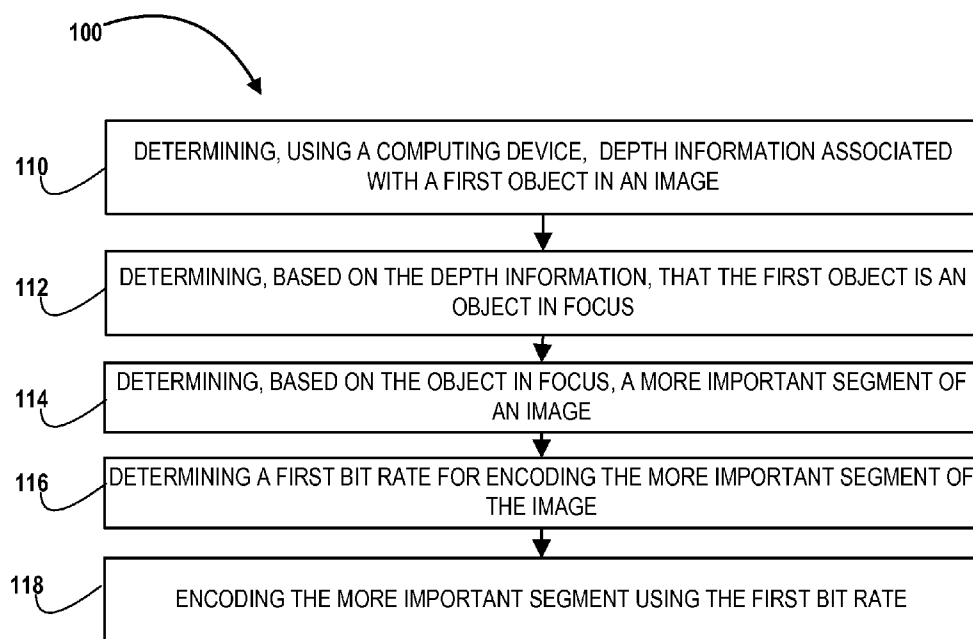 100
110
DETERMINING, USING A COMPUTING DEVICE, DEPTH INFORMATION ASSOCIATED
WITH A FIRST OBJECT IN AN IMAGE
112
DETERMINING, BASED ON THE DEPTH INFORMATION, THAT THE FIRST OBJECT IS AN
OBJECT IN FOCUS
114
DETERMINING, BASED ON THE OBJECT IN FOCUS, A MORE IMPORTANT SEGMENT OF
AN IMAGE
116
DETERMINING A FIRST BIT RATE FOR ENCODING THE MORE IMPORTANT SEGMENT OF
THE IMAGE
118
ENCODING THE MORE IMPORTANT SEGMENT USING THE FIRST BIT RATE